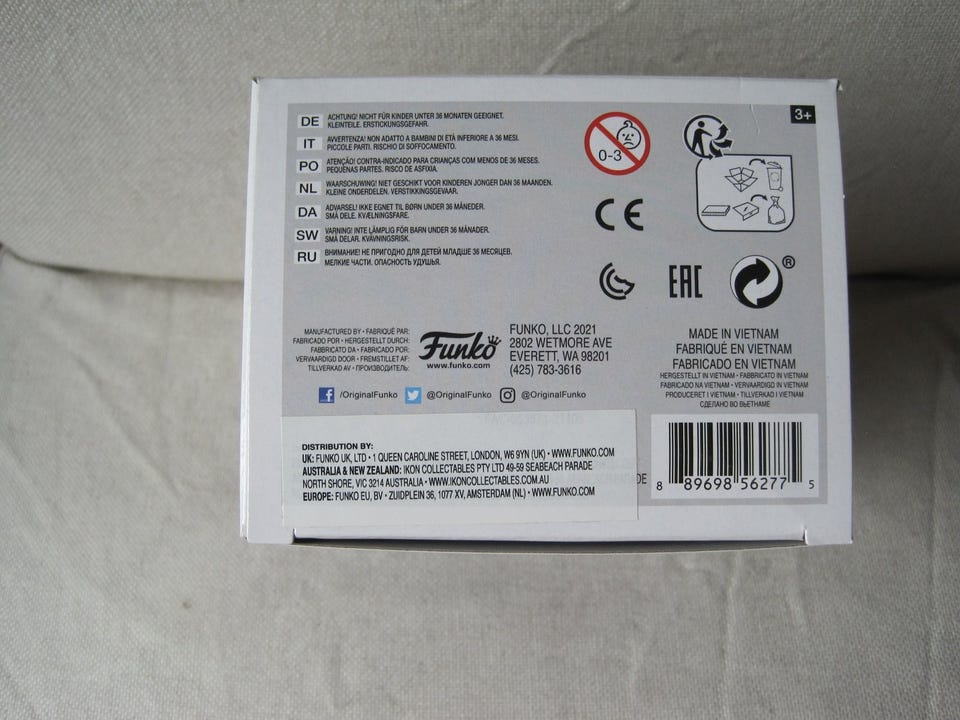 DE ACHTUNG! NICHT FÜR KINDER UNTER 36 MONATEN GEEIGNET.
KLEINTEILE. ERSTICKUNGSGEFAHR.
IT AVVERTENZA! NON ADATTO A BAMBINI DI ETÀ INFERIORE A 36 MESI.
PICCOLE PARTI. RISCHIO DI SOFFOCAMENTO.
PO ATENÇÃO! CONTRA-INDICADO PARA CRIANÇAS COM MENOS DE 36 MESES.
PEQUENAS PARTES. RISCO DE ASFIXIA.
NL WAARSCHUWING! NIET GESCHIKT VOOR KINDEREN JONGER DAN 36 MAANDEN.
KLEINE ONDERDELEN. VERSTIKKINGSGEVAAR.
DA ADVARSEL! IKKE EGNET TIL BØRN UNDER 36 MÅNEDER.
SMÅ DELE. KVÆLNINGSFARE.
SW VARNING! INTE LÄMPLIG FÖR BARN UNDER 36 MÅNADER.
SMÅ DELAR. KVÄVNINGSRISK.
RU ВНИМАНИЕ! НЕ ПРИГОДНО ДЛЯ ДЕТЕЙ МЛАДШЕ 36 МЕСЯЦЕВ.
МЕЛКИЕ ЧАСТИ. ОПАСНОСТЬ УДУШЬЯ.
0-3
3+
CE
EAC
®
MANUFACTURED BY • FABRIQUÉ PAR:
FABRICADO POR • HERGESTELLT DURCH:
FABBRICATO DA • FABRICADO POR:
VERVAARDIGD DOOR • FREMSTILLET AF:
TILLVERKAD AV • ПРОИЗВОДИТЕЛЬ:
Funko
www.funko.com
FUNKO, LLC 2021
2802 WETMORE AVE
EVERETT, WA 98201
(425) 783-3616
/OriginalFunko @OriginalFunko @OriginalFunko
MADE IN VIETNAM
FABRIQUÉ EN VIETNAM
FABRICADO EN VIETNAM
HERGESTELLT IN VIETNAM • FABBRICATO IN VIETNAM
FABRICADO NA VIETNAM • VERVAARDIGD IN VIETNAM
PRODUCERET I VIETNAM • TILLVERKAD I VIETNAM
СДЕЛАНО ВО ВЬЕТНАМЕ
DISTRIBUTION BY:
UK: FUNKO UK, LTD • 1 QUEEN CAROLINE STREET, LONDON, W6 9YN (UK) • WWW.FUNKO.COM
AUSTRALIA & NEW ZEALAND: IKON COLLECTABLES PTY LTD 49-59 SEABEACH PARADE
NORTH SHORE, VIC 3214 AUSTRALIA • WWW.IKONCOLLECTABLES.COM.AU
EUROPE: FUNKO EU, BV • ZUIDPLEIN 36, 1077 XV, AMSTERDAM (NL) • WWW.FUNKO.COM
DE
8 89698 56277 5